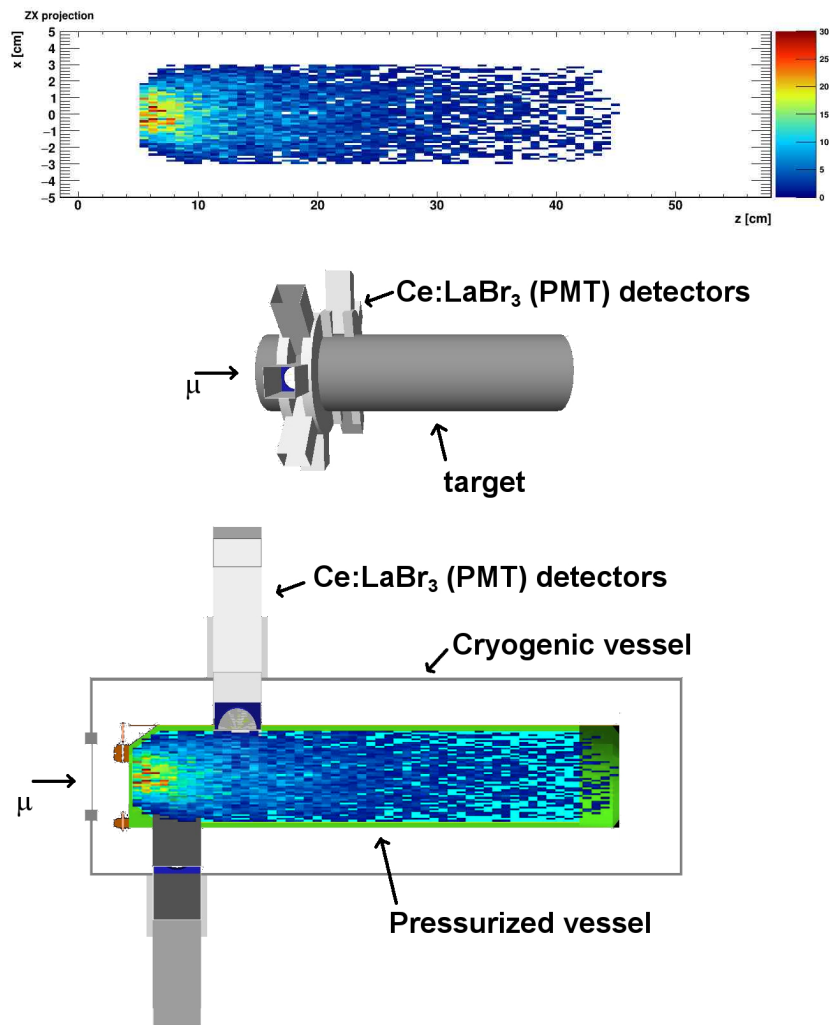 ZX projection
x [cm]
5
4
3
2
1
0
−1
−2
−3
−4
−5
0 10 20 30 40 50
z [cm]
30
25
20
15
10
5
0
Ce:LaBr₃ (PMT) detectors
μ
target
Ce:LaBr₃ (PMT) detectors
Cryogenic vessel
μ
Pressurized vessel